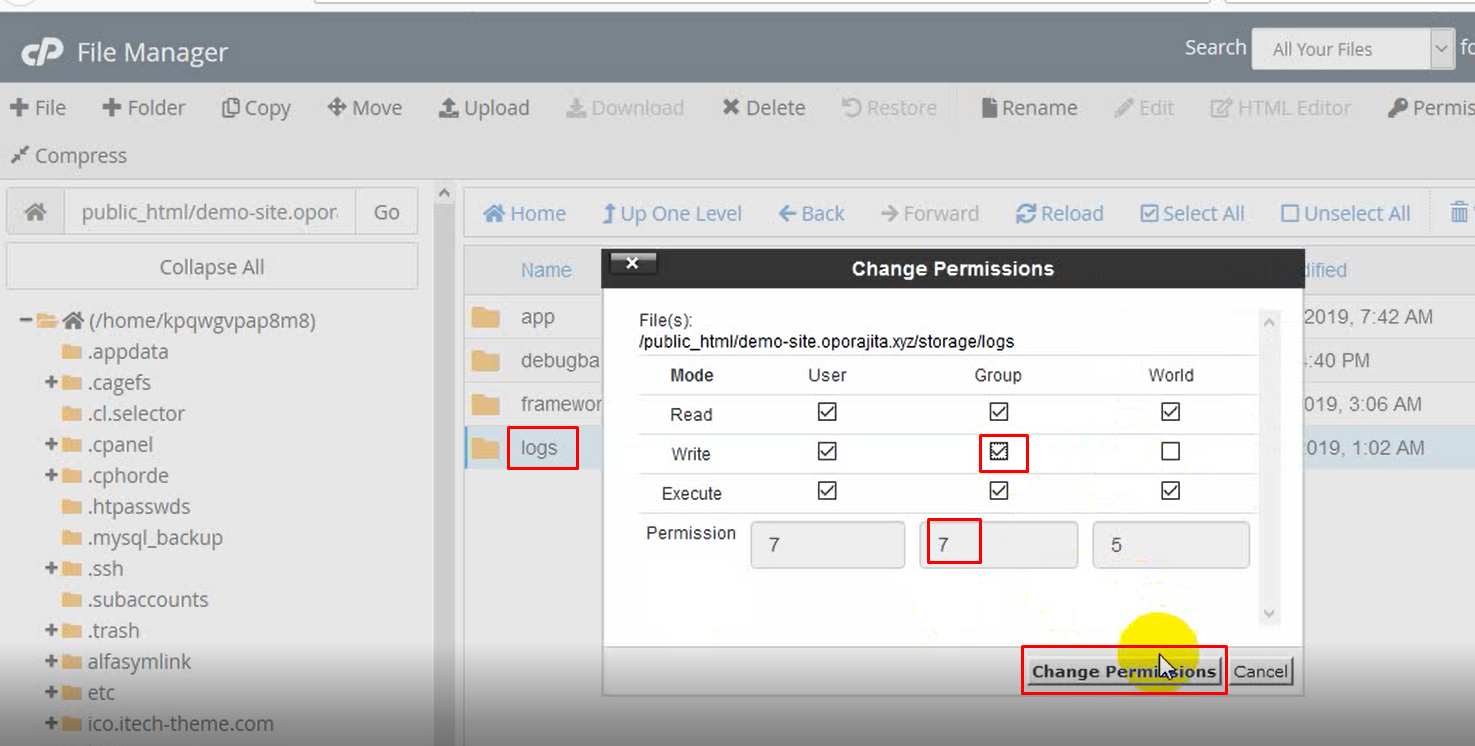 cP File Manager
Search All Your Files fo
File Folder Copy Move Upload Download Delete Restore Rename Edit HTML Editor Permis
Compress
public_html/demo-site.opor Go
Home Up One Level Back Forward Reload Select All Unselect All
Collapse All
Name
dified
Change Permissions
(/home/kpqwgvpap8m8)
.appdata
.cagefs
.cl.selector
.cpanel
.cphorde
.htpasswds
.mysql_backup
.ssh
.subaccounts
.trash
alfasymlink
etc
ico.itech-theme.com
app
2019, 7:42 AM
debugba
:40 PM
framewor
019, 3:06 AM
logs
019, 1:02 AM
File(s):
/public_html/demo-site.oporajita.xyz/storage/logs
Mode User Group World
Read
Write
Execute
Permission 7 7 5
Change Permissions Cancel